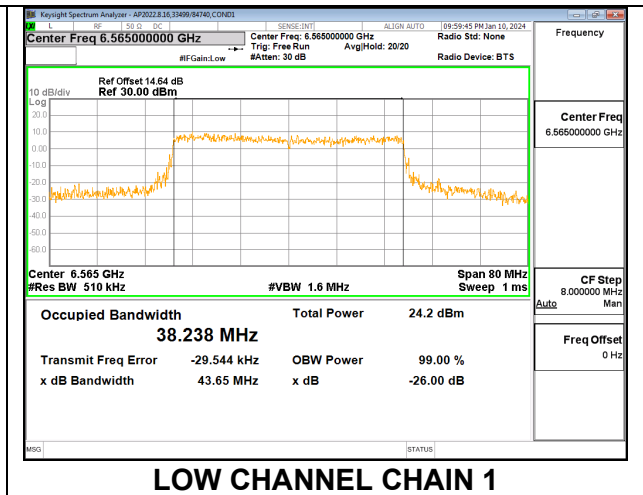 Keysight Spectrum Analyzer - AP2022.8.16,33499/84740,COND1
L RF 50 Ω DC SENSE:INT ALIGN AUTO 09:59:45 PM Jan 10, 2024
Center Freq 6.565000000 GHz
Center Freq: 6.565000000 GHz
Radio Std: None
Trig: Free Run Avg|Hold: 20/20
#IFGain:Low #Atten: 30 dB Radio Device: BTS
Frequency
Ref Offset 14.64 dB
10 dB/div Ref 30.00 dBm
Log
20.0
10.0
0.00
-10.0
-20.0
-30.0
-40.0
-50.0
-60.0
Center Freq
6.565000000 GHz
Center 6.565 GHz Span 80 MHz
#Res BW 510 kHz #VBW 1.6 MHz Sweep 1 ms
CF Step
8.000000 MHz
Auto Man
Occupied Bandwidth Total Power 24.2 dBm
38.238 MHz
Freq Offset
0 Hz
Transmit Freq Error -29.544 kHz OBW Power 99.00 %
x dB Bandwidth 43.65 MHz x dB -26.00 dB
MSG STATUS
LOW CHANNEL CHAIN 1